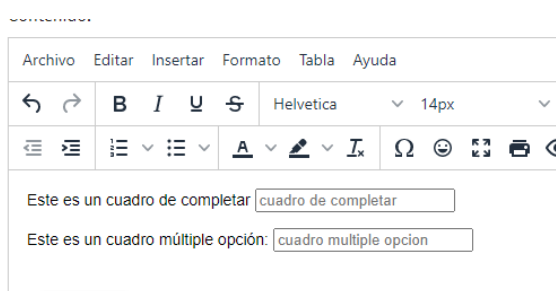 Archivo Editar Insertar Formato Tabla Ayuda
B I U S Helvetica 14px
A Ω
Este es un cuadro de completar cuadro de completar
Este es un cuadro múltiple opción: cuadro multiple opcion